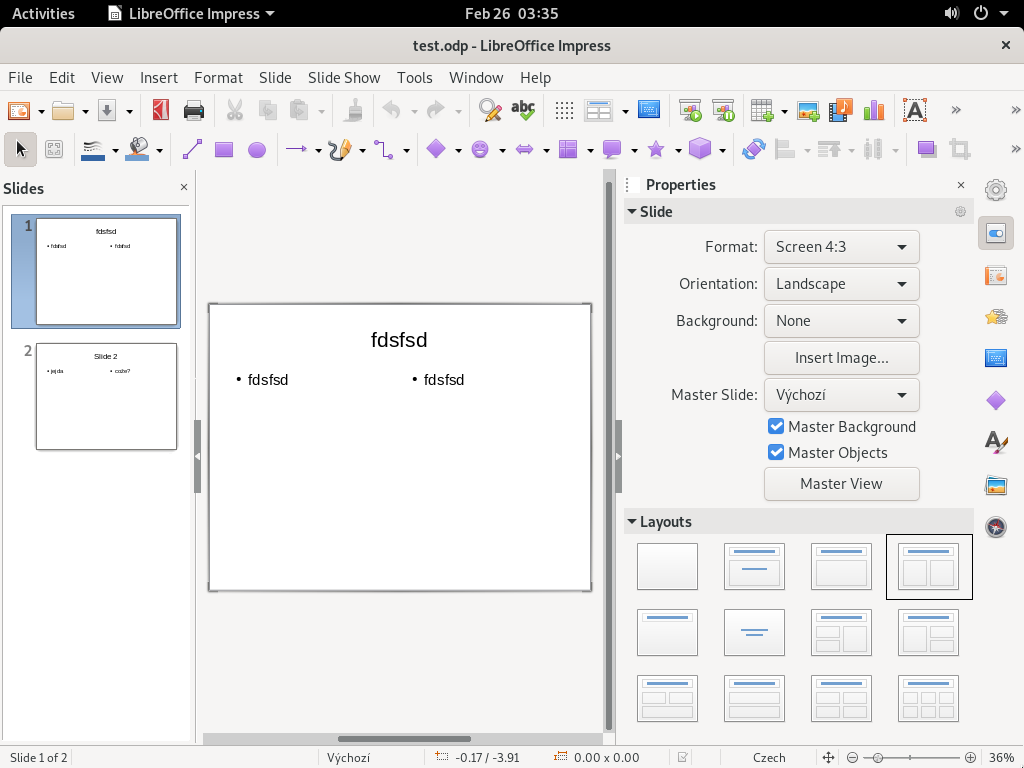 Activities
LibreOffice Impress
Feb 26 03:35
test.odp - LibreOffice Impress
File Edit View Insert Format Slide Slide Show Tools Window Help
abc
A
Slides
1
fdsfsd
• fdsfsd • fdsfsd
2
Slide 2
• jejda • cože?
fdsfsd
• fdsfsd • fdsfsd
Properties
Slide
Format: Screen 4:3
Orientation: Landscape
Background: None
Insert Image...
Master Slide: Výchozí
Master Background
Master Objects
Master View
Layouts
Slide 1 of 2
Výchozí
-0.17 / -3.91
0.00 x 0.00
Czech
36%